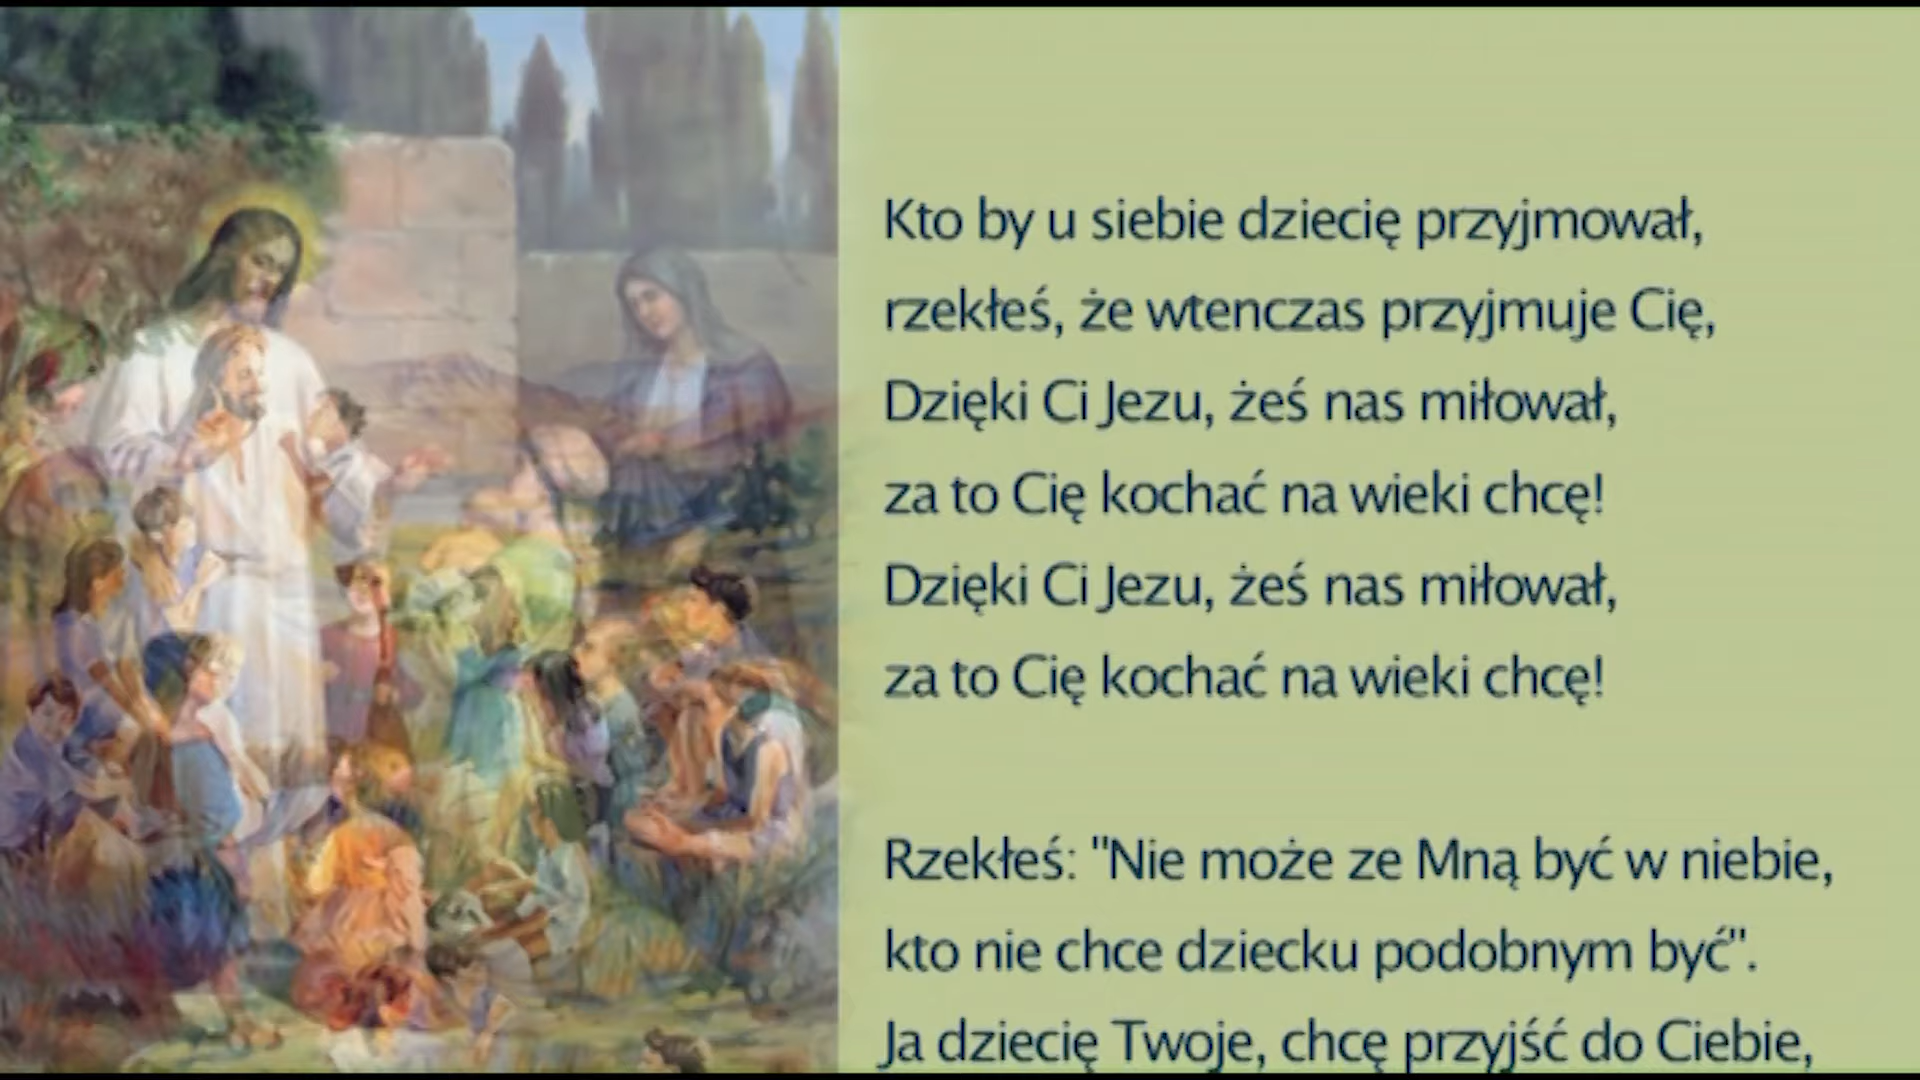 Kto by u siebie dziecię przyjmował,
rzekłeś, że wtenczas przyjmuje Cię,
Dzięki Ci Jezu, żeś nas miłował,
za to Cię kochać na wieki chcę!
Dzięki Ci Jezu, żeś nas miłował,
za to Cię kochać na wieki chcę!
Rzekłeś: "Nie może ze Mną być w niebie,
kto nie chce dziecku podobnym być".
Ja dziecię Twoje, chcę przyjść do Ciebie,